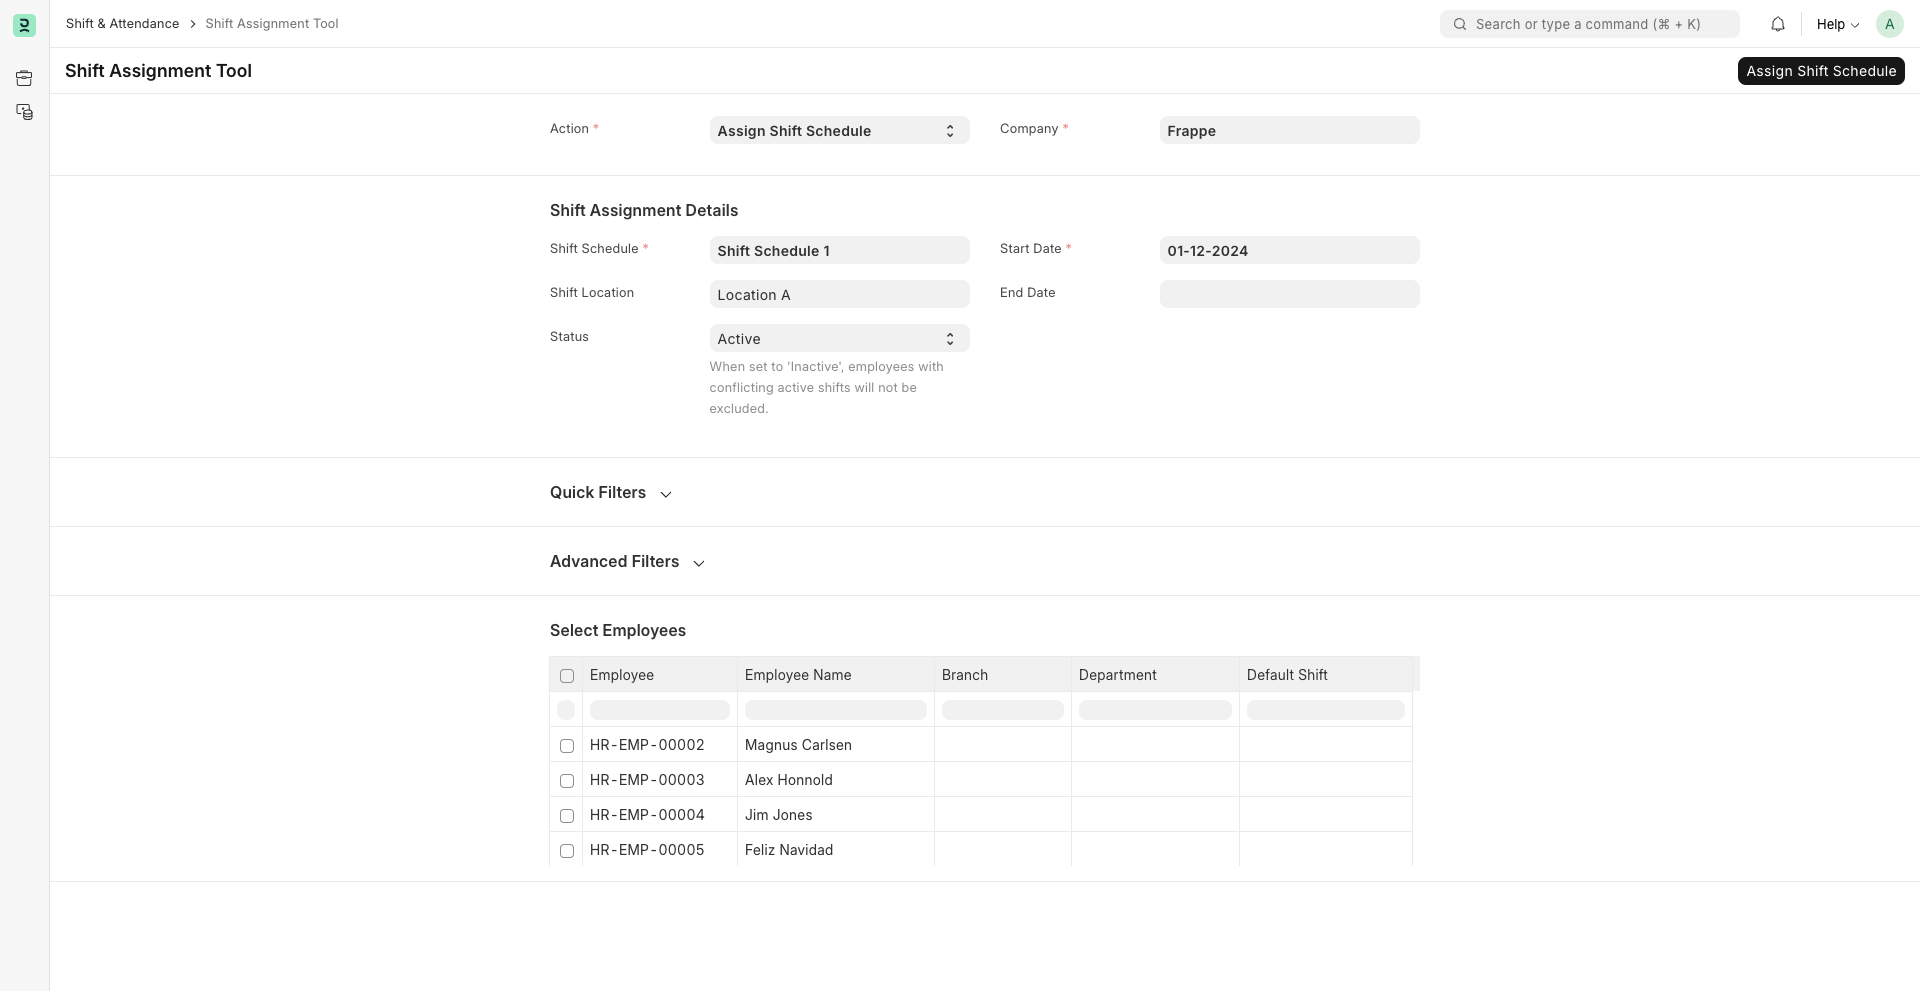 Shift & Attendance > Shift Assignment Tool
Search or type a command (⌘ + K)
Help
A
Shift Assignment Tool
Assign Shift Schedule
Action *
Assign Shift Schedule
Company *
Frappe
Shift Assignment Details
Shift Schedule *
Shift Schedule 1
Start Date *
01-12-2024
Shift Location
Location A
End Date
Status
Active
When set to 'Inactive', employees with
conflicting active shifts will not be
excluded.
Quick Filters
Advanced Filters
Select Employees
Employee Employee Name Branch Department Default Shift
HR-EMP-00002 Magnus Carlsen
HR-EMP-00003 Alex Honnold
HR-EMP-00004 Jim Jones
HR-EMP-00005 Feliz Navidad